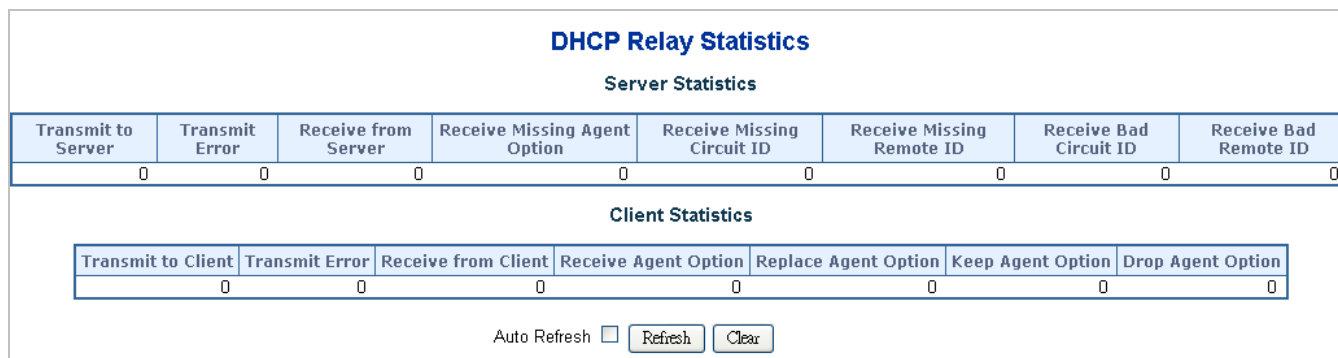 DHCP Relay Statistics
Server Statistics
Transmit to Server Transmit Error Receive from Server Receive Missing Agent Option Receive Missing Circuit ID Receive Missing Remote ID Receive Bad Circuit ID Receive Bad Remote ID
0 0 0 0 0 0 0 0
Client Statistics
Transmit to Client Transmit Error Receive from Client Receive Agent Option Replace Agent Option Keep Agent Option Drop Agent Option
0 0 0 0 0 0 0
Auto Refresh Refresh Clear